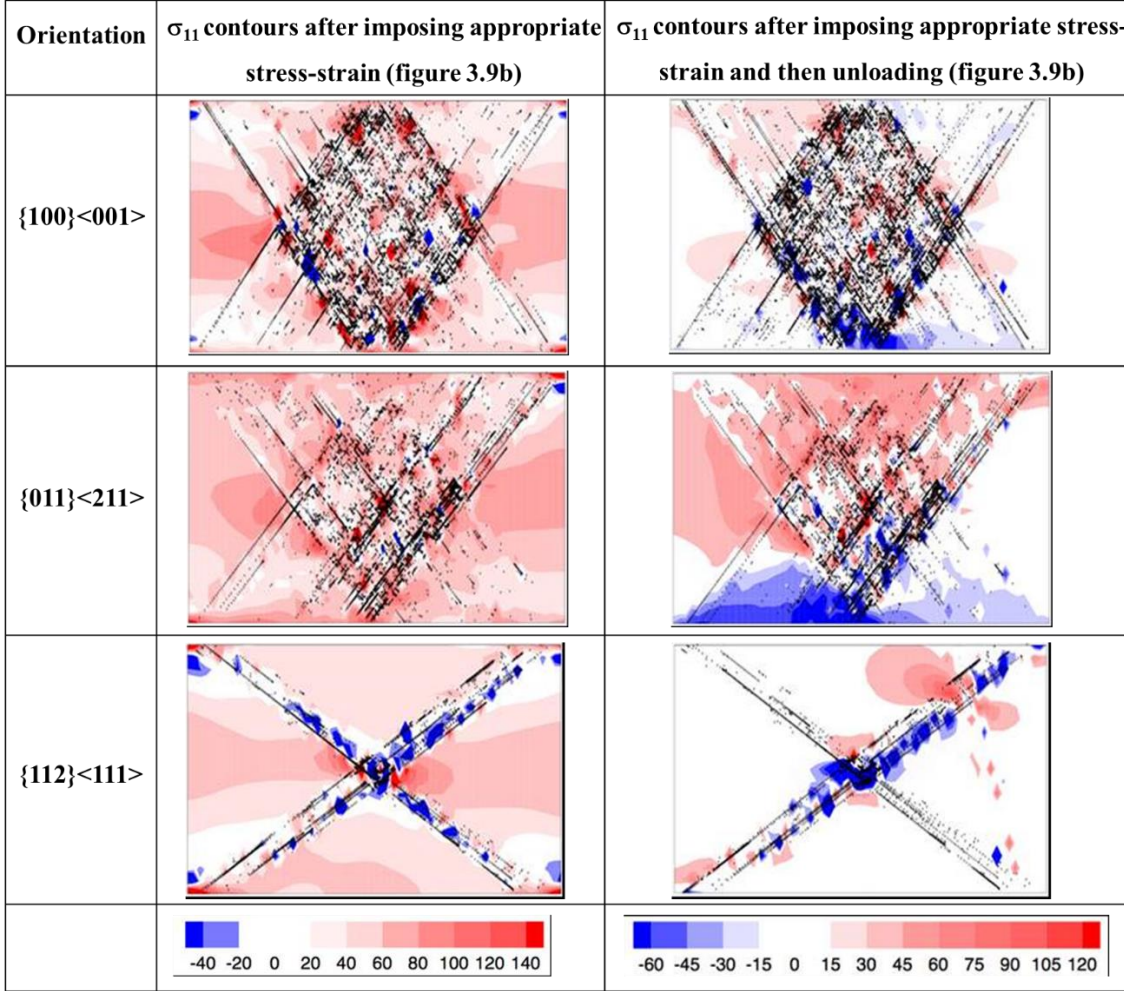 Orientation
σ₁₁ contours after imposing appropriate
stress-strain (figure 3.9b)
σ₁₁ contours after imposing appropriate stress-
strain and then unloading (figure 3.9b)
{100}<001>
{011}<211>
{112}<111>
-40 -20 0 20 40 60 80 100 120 140
-60 -45 -30 -15 0 15 30 45 60 75 90 105 120